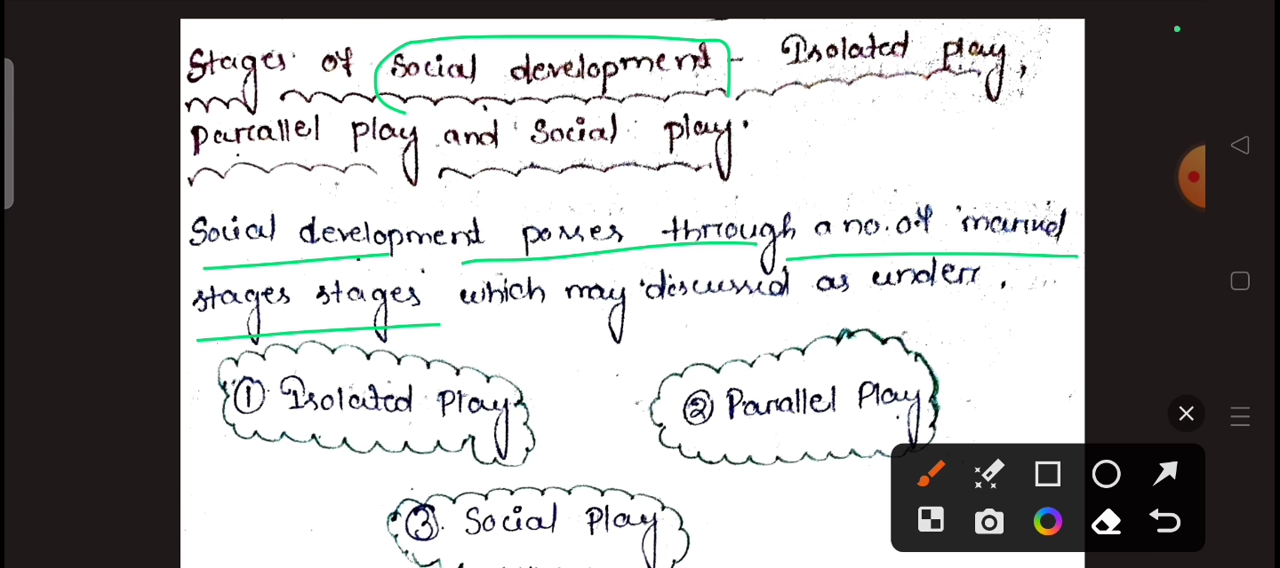 Stages of Social development - Isolated play,
Parallel play and Social play.
Social development passes through a no. of marked
stages stages which may discussed as under.
① Isolated Play
② Parallel Play
③. Social Play